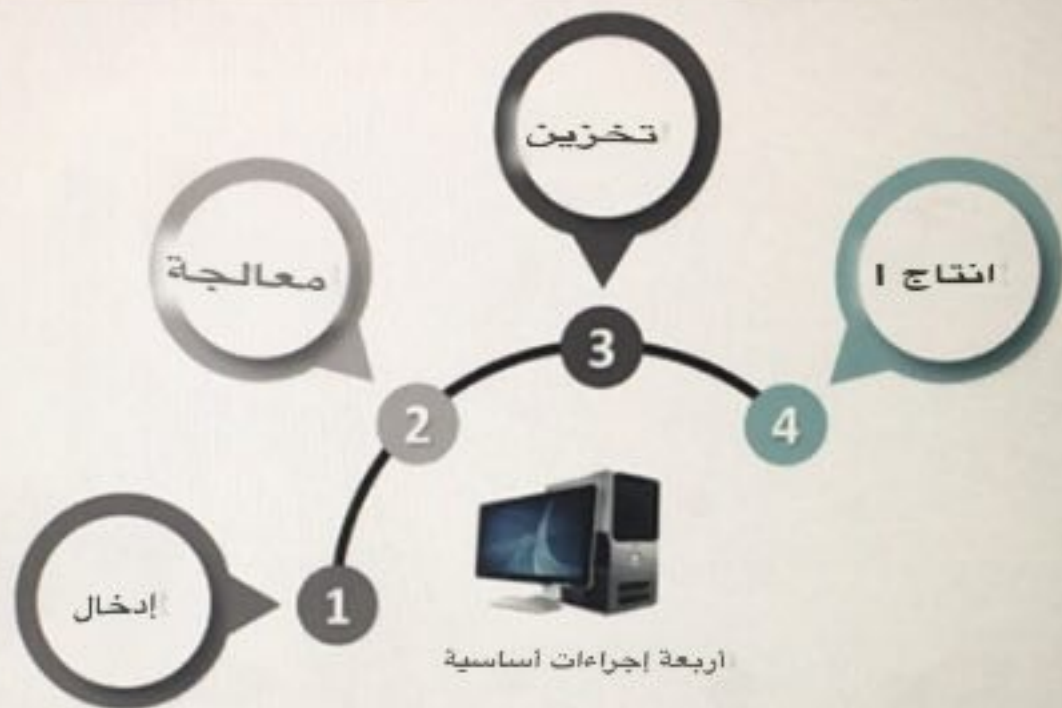 تخزين
معالجة
انتاج ا
3
2
4
إدخال
1
أربعة إجراءات أساسية